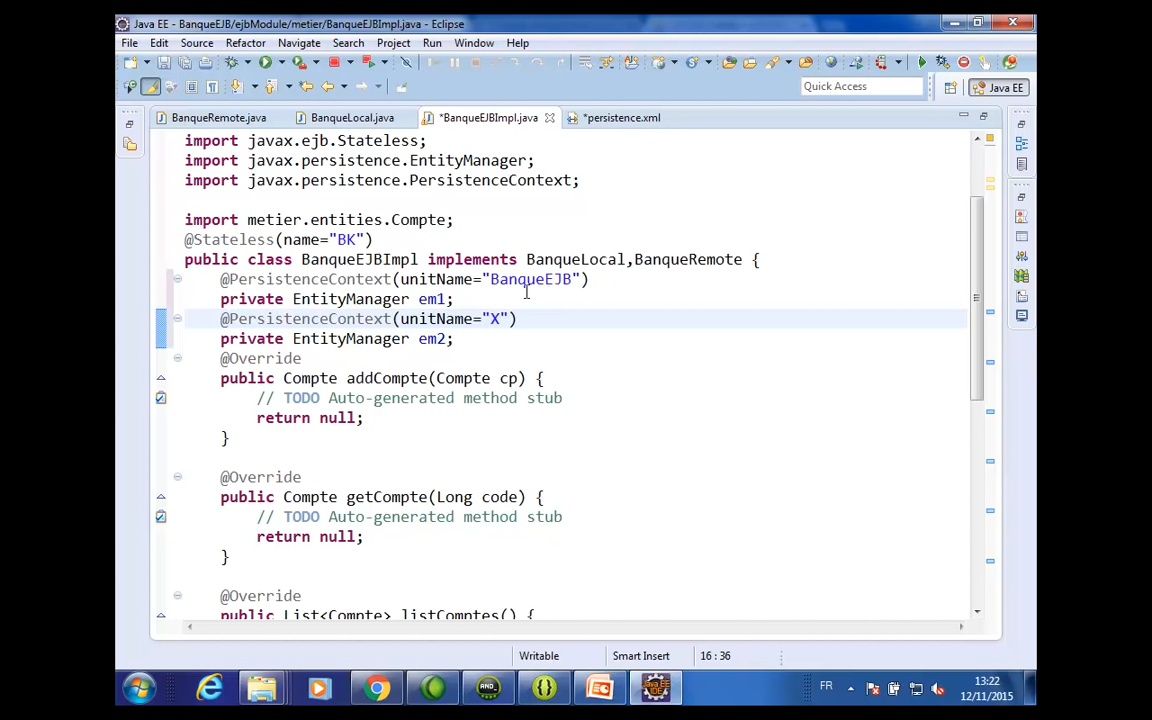 Java EE - BanqueEJB/ejbModule/metier/BanqueEJBImpl.java - Eclipse
File Edit Source Refactor Navigate Search Project Run Window Help
Quick Access
Java EE
BanqueRemote.java BanqueLocal.java *BanqueEJBImpl.java *persistence.xml
import javax.ejb.Stateless;
import javax.persistence.EntityManager;
import javax.persistence.PersistenceContext;
import metier.entities.Compte;
@Stateless(name="BK")
public class BanqueEJBImpl implements BanqueLocal,BanqueRemote {
@PersistenceContext(unitName="BanqueEJB")
private EntityManager em1;
@PersistenceContext(unitName="X")
private EntityManager em2;
@Override
public Compte addCompte(Compte cp) {
// TODO Auto-generated method stub
return null;
}
@Override
public Compte getCompte(Long code) {
// TODO Auto-generated method stub
return null;
}
@Override
public List<Compte> listComptes() {
Writable Smart Insert 16 : 36
AND_
{}
Java EE
IDE
FR
13:22
12/11/2015